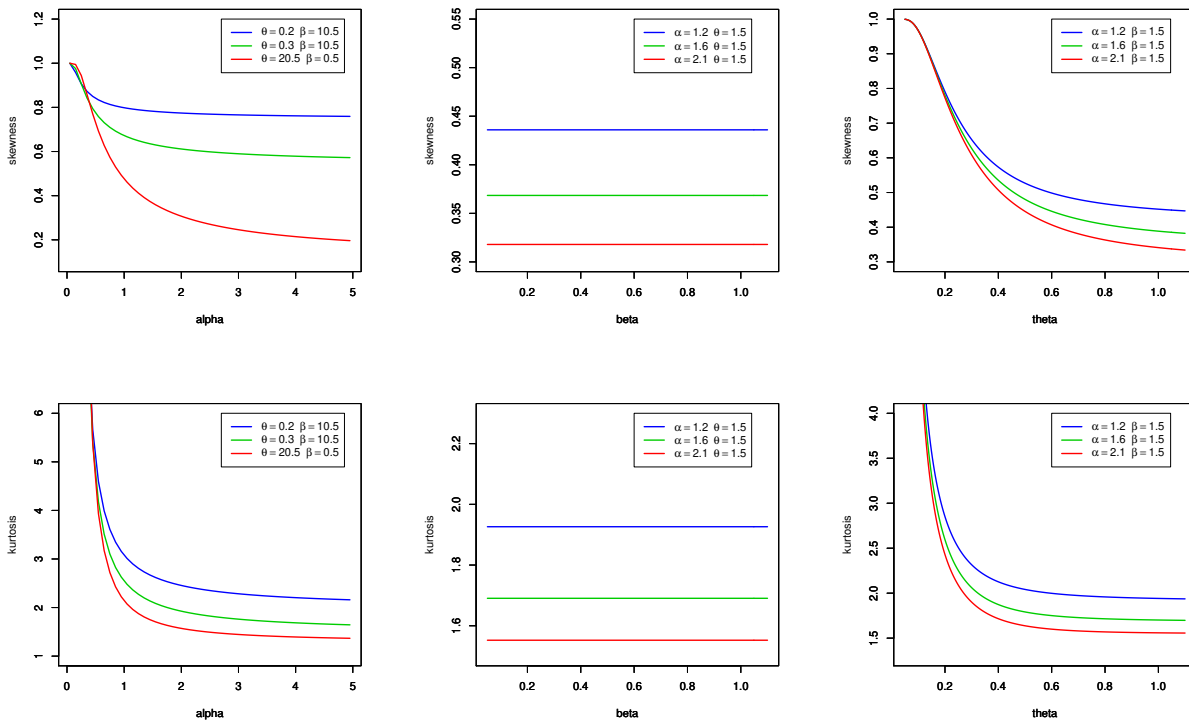 skewness
1.2
1.0
0.8
0.6
0.4
0.2
θ = 0.2 β = 10.5
θ = 0.3 β = 10.5
θ = 20.5 β = 0.5
0 1 2 3 4 5
alpha
skewness
0.55
0.50
0.45
0.40
0.35
0.30
α = 1.2 θ = 1.5
α = 1.6 θ = 1.5
α = 2.1 θ = 1.5
0.2 0.4 0.6 0.8 1.0
beta
skewness
1.0
0.9
0.8
0.7
0.6
0.5
0.4
0.3
α = 1.2 β = 1.5
α = 1.6 β = 1.5
α = 2.1 β = 1.5
0.2 0.4 0.6 0.8 1.0
theta
kurtosis
6
5
4
3
2
1
θ = 0.2 β = 10.5
θ = 0.3 β = 10.5
θ = 20.5 β = 0.5
0 1 2 3 4 5
alpha
kurtosis
2.2
2.0
1.8
1.6
α = 1.2 θ = 1.5
α = 1.6 θ = 1.5
α = 2.1 θ = 1.5
0.2 0.4 0.6 0.8 1.0
beta
kurtosis
4.0
3.5
3.0
2.5
2.0
1.5
α = 1.2 β = 1.5
α = 1.6 β = 1.5
α = 2.1 β = 1.5
0.2 0.4 0.6 0.8 1.0
theta